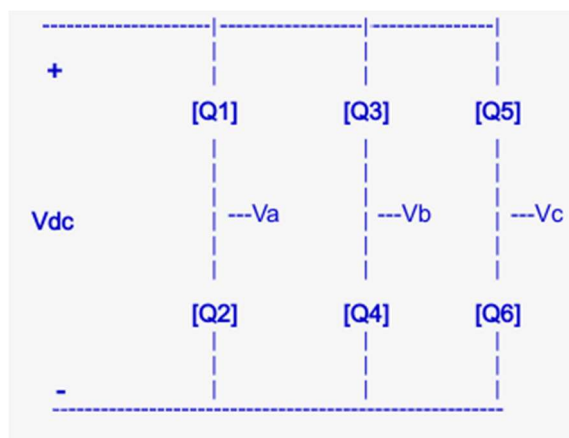 +
[Q1] [Q3] [Q5]
Vdc ---Va ---Vb ---Vc
[Q2] [Q4] [Q6]
-